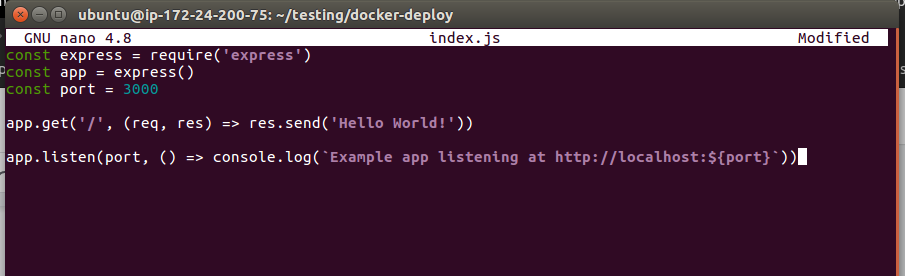 ubuntu@ip-172-24-200-75: ~/testing/docker-deploy
GNU nano 4.8 index.js Modified
const express = require('express')
const app = express()
const port = 3000
app.get('/', (req, res) => res.send('Hello World!'))
app.listen(port, () => console.log(`Example app listening at http://localhost:${port}`))